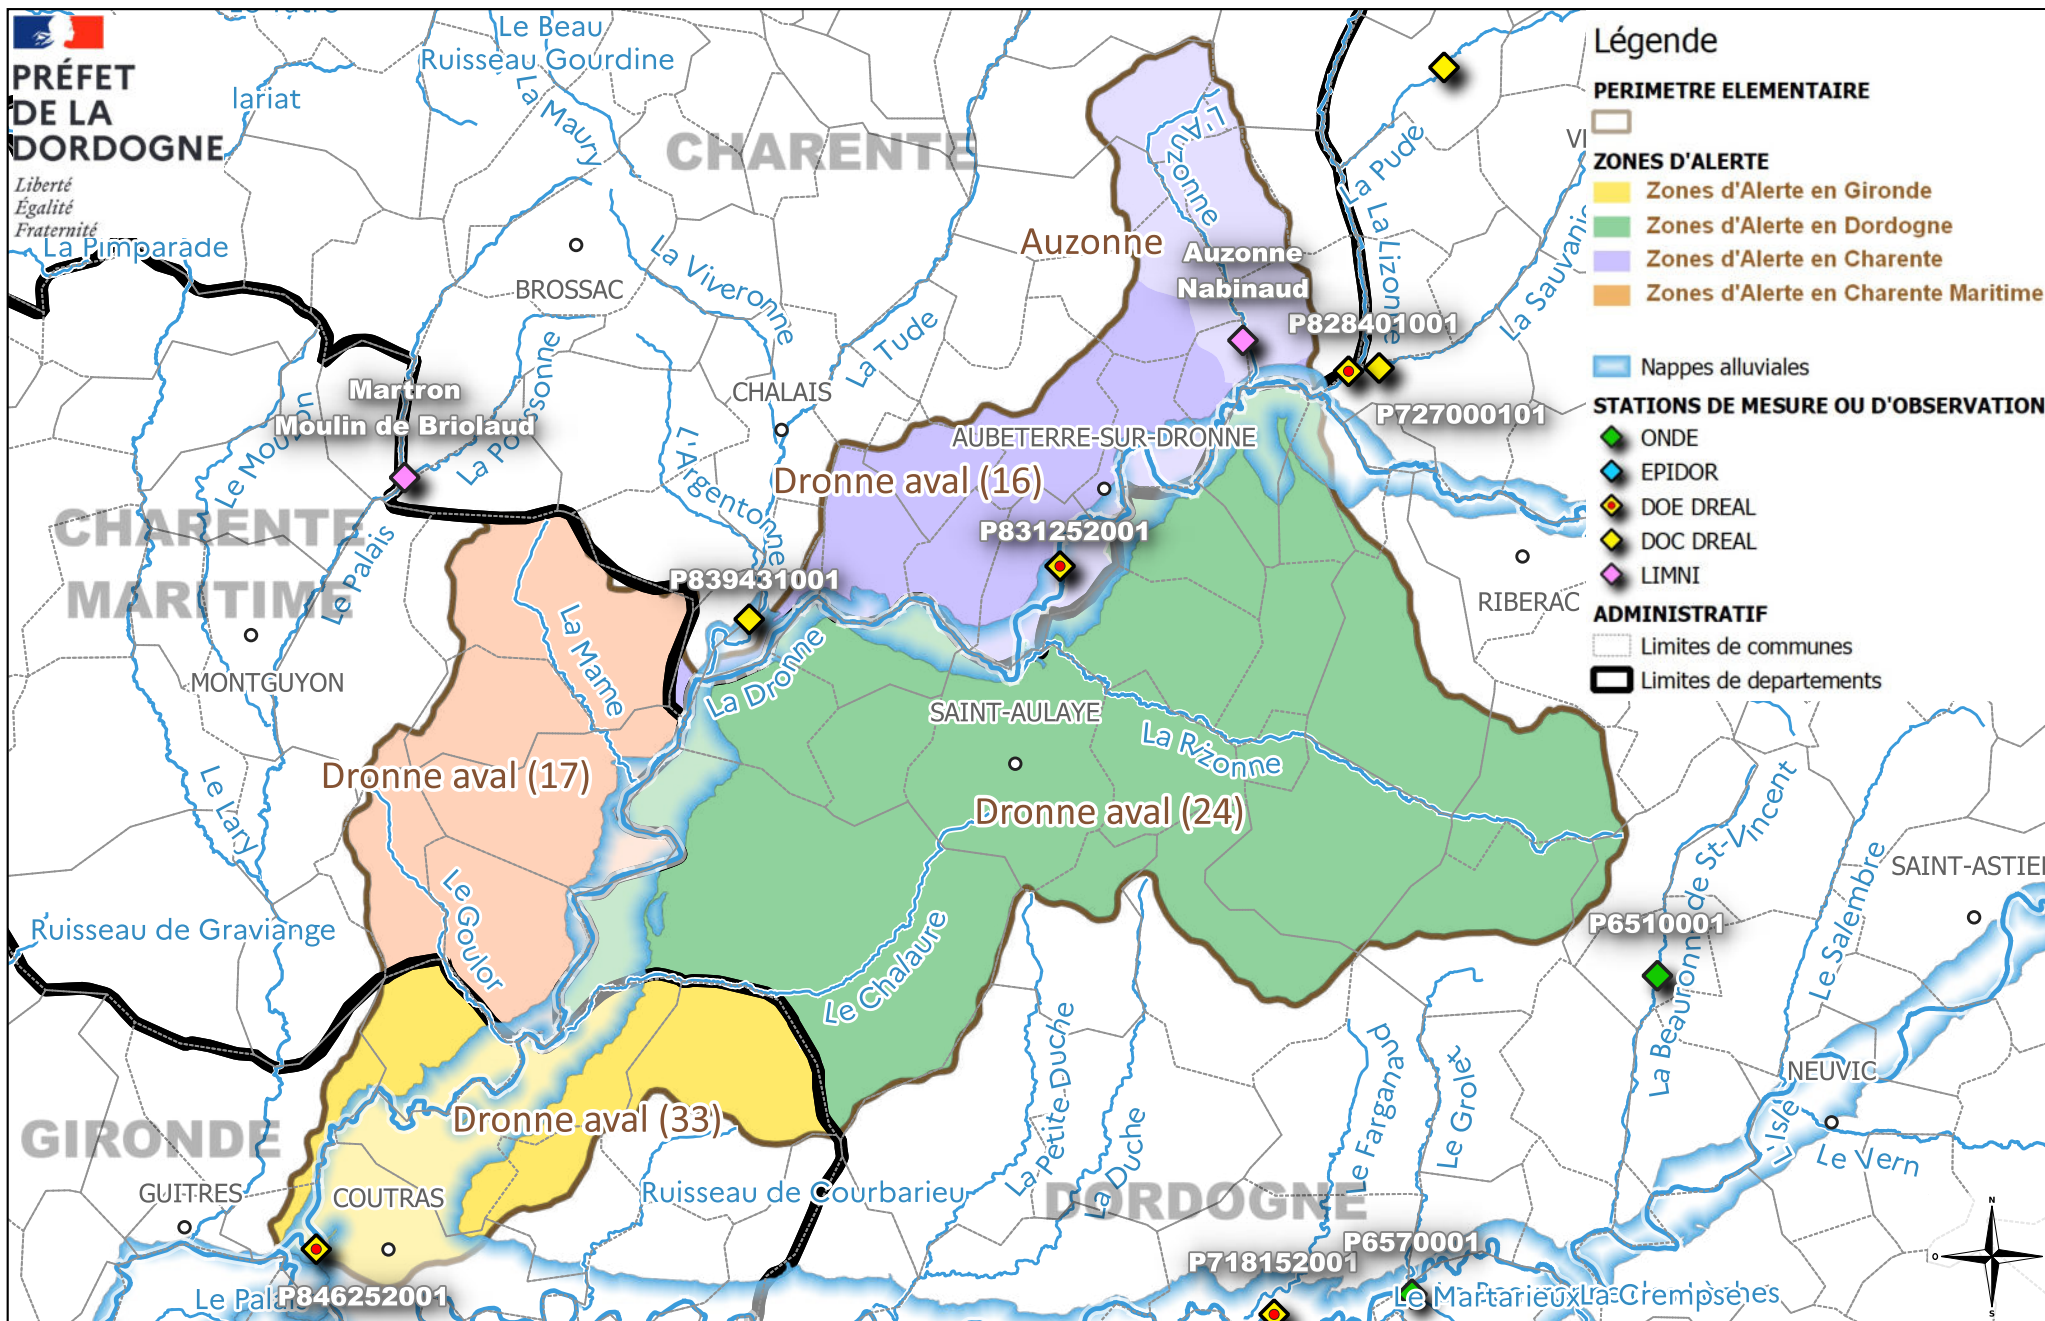 PRÉFET
DE LA
DORDOGNE
Liberté
Égalité
Fraternité
Le Beau
Ruisseau Gourdine
La Maury
lariat
CHARENTE
L'Auzonne
La Pude
La Lizonne
La Sauvanie
La Pimparade
BROSSAC
La Viveronne
Auzonne
Auzonne
Nabinaud
P828401001
P727000101
Martron
Moulin de Briolaud
La Poussonne
Le Mouzon
CHALAIS
La Tude
L'Argentonne
AUBETERRE-SUR-DRONNE
Dronne aval (16)
P831252001
P839431001
CHARENTE
MARITIME
Le Palais
MONTGUYON
La Mame
La Dronne
RIBERAC
SAINT-AULAYE
La Rizonne
Dronne aval (17)
Dronne aval (24)
Le Lary
Le Goulor
Ruisseau de Graviange
Le Chalaure
La Beauronne de St-Vincent
Le Salembre
SAINT-ASTIE
P6510001
La Petite Duche
La Duche
Le Farganaud
Le Grolet
NEUVIC
L'Isle
Le Vern
GIRONDE
Dronne aval (33)
GUITRES
COUTRAS
Ruisseau de Courbarieu
DORDOGNE
P6570001
P718152001
Le Palais
P846252001
Le Martarieux
La Crempse
Légende
PERIMETRE ELEMENTAIRE
ZONES D'ALERTE
Zones d'Alerte en Gironde
Zones d'Alerte en Dordogne
Zones d'Alerte en Charente
Zones d'Alerte en Charente Maritime
Nappes alluviales
STATIONS DE MESURE OU D'OBSERVATION
ONDE
EPIDOR
DOE DREAL
DOC DREAL
LIMNI
ADMINISTRATIF
Limites de communes
Limites de departements
N
O
S